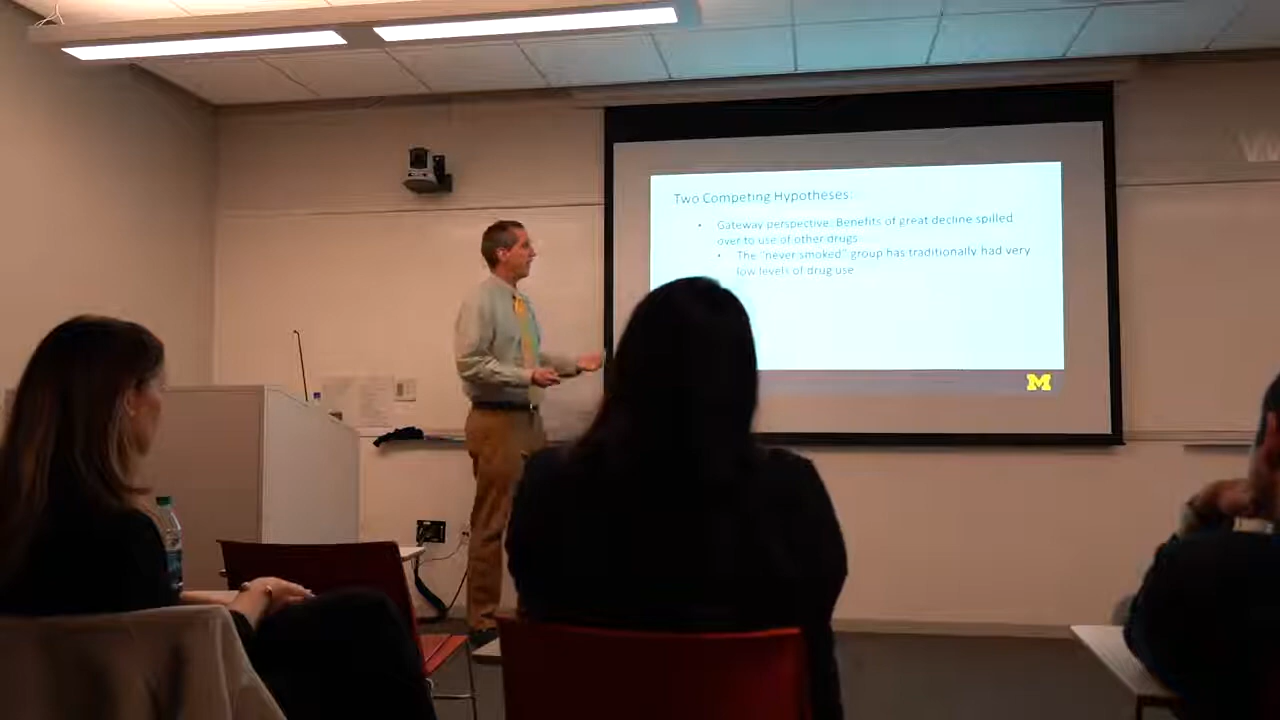 Two Competing Hypotheses:
• Gateway perspective: Benefits of great decline spilled
over to use of other drugs
• The "never smoked" group has traditionally had very
low levels of drug use
M